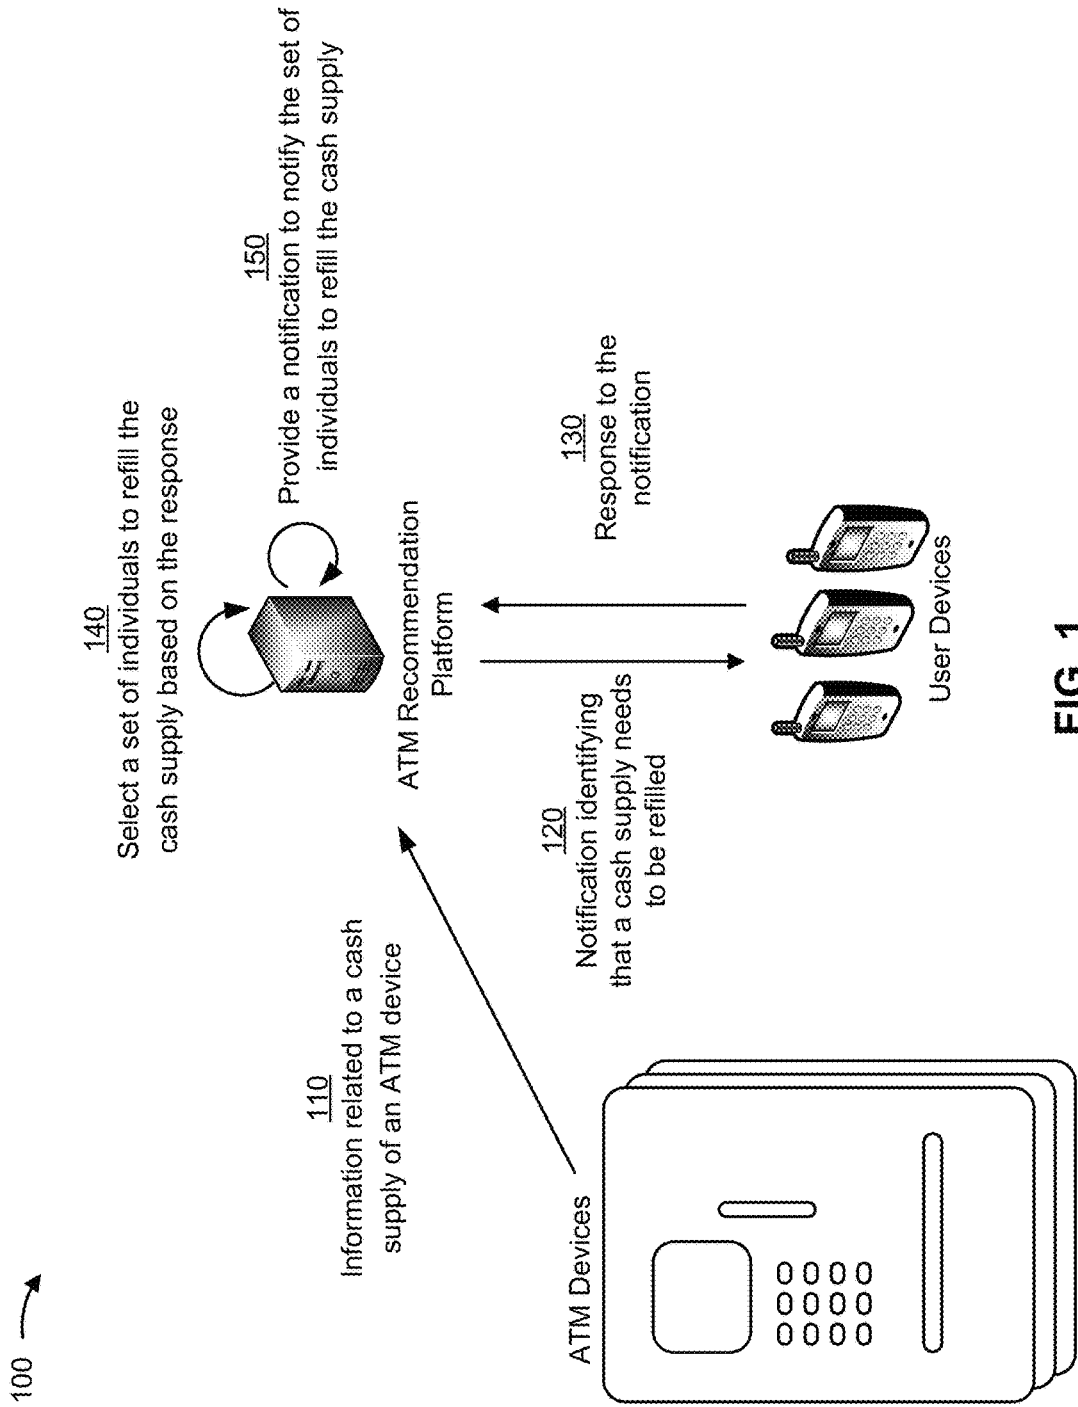 100
140
Select a set of individuals to refill the
cash supply based on the response
150
Provide a notification to notify the set of
individuals to refill the cash supply
110
Information related to a cash
supply of an ATM device
ATM Recommendation
Platform
120
Notification identifying
that a cash supply needs
to be refilled
130
Response to the
notification
ATM Devices
User Devices
FIG. 1